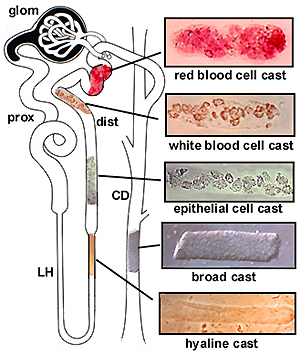 glom
red blood cell cast
prox
dist
white blood cell cast
epithelial cell cast
CD
broad cast
LH
hyaline cast